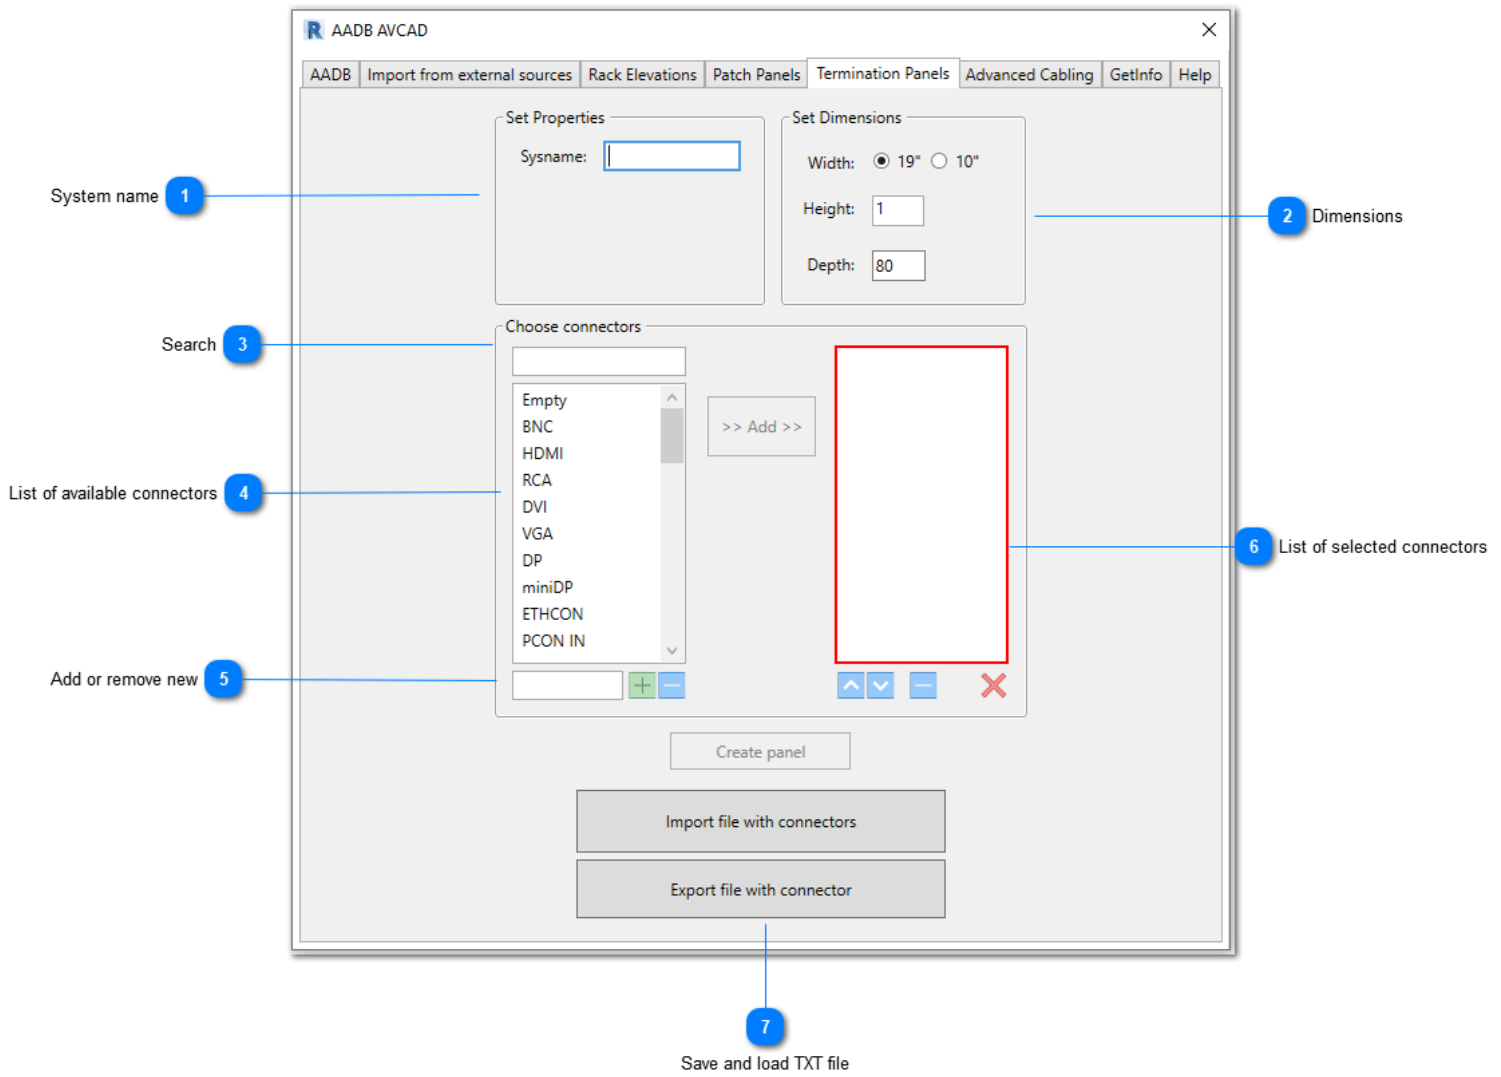 R AADB AVCAD
AADB Import from external sources Rack Elevations Patch Panels Termination Panels Advanced Cabling GetInfo Help
Set Properties
Sysname:
Set Dimensions
Width: 19" 10"
Height: 1
Depth: 80
System name 1
2 Dimensions
Search 3
Choose connectors
Empty
BNC
HDMI
RCA
DVI
VGA
DP
miniDP
ETHCON
PCON IN
>> Add >>
List of available connectors 4
6 List of selected connectors
Add or remove new 5
Create panel
Import file with connectors
Export file with connector
7
Save and load TXT file